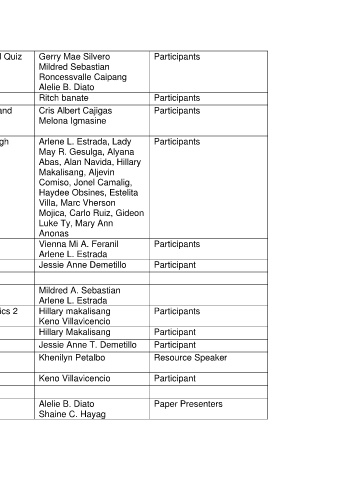 l Quiz Gerry Mae Silvero Participants
Mildred Sebastian
Roncessvalle Caipang
Alelie B. Diato
Ritch banate Participants
and Cris Albert Cajigas Participants
Melona Igmasine
gh Arlene L. Estrada, Lady Participants
May R. Gesulga, Alyana
Abas, Alan Navida, Hillary
Makalisang, Aljevin
Comiso, Jonel Camalig,
Haydee Obsines, Estelita
Villa, Marc Vherson
Mojica, Carlo Ruiz, Gideon
Luke Ty, Mary Ann
Anonas
Vienna Mi A. Feranil Participants
Arlene L. Estrada
Jessie Anne Demetillo Participant
Mildred A. Sebastian
Arlene L. Estrada
ics 2 Hillary makalisang Participants
Keno Villavicencio
Hillary Makalisang Participant
Jessie Anne T. Demetillo Participant
Khenilyn Petalbo Resource Speaker
Keno Villavicencio Participant
Alelie B. Diato Paper Presenters
Shaine C. Hayag